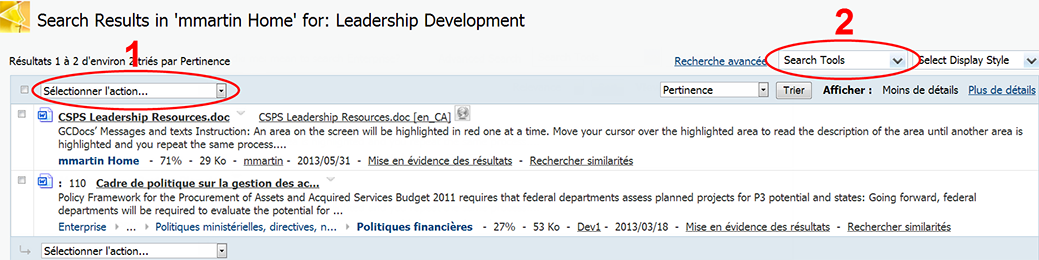 Search Results in 'mmartin Home' for: Leadership Development
1
2
Résultats 1 à 2 d'environ 2 triés par Pertinence
Recherche avancée
Search Tools
Select Display Style
Sélectionner l'action...
Pertinence
Trier
Afficher :
Moins de détails
Plus de détails
CSPS Leadership Resources.doc CSPS Leadership Resources.doc [en_CA]
GCDocs' Messages and texts Instruction: An area on the screen will be highlighted in red one at a time. Move your cursor over the highlighted area to read the description of the area until another area is
highlighted and you repeat the same process....
mmartin Home - 71% - 29 Ko - mmartin - 2013/05/31 - Mise en évidence des résultats - Rechercher similarités
: 110 Cadre de politique sur la gestion des ac...
Policy Framework for the Procurement of Assets and Acquired Services Budget 2011 requires that federal departments assess planned projects for P3 potential and states: Going forward, federal
departments will be required to evaluate the potential for ...
Enterprise ... Politiques ministérielles, directives, n... Politiques financières - 27% - 53 Ko - Dev1 - 2013/03/18 - Mise en évidence des résultats - Rechercher similarités
Sélectionner l'action...